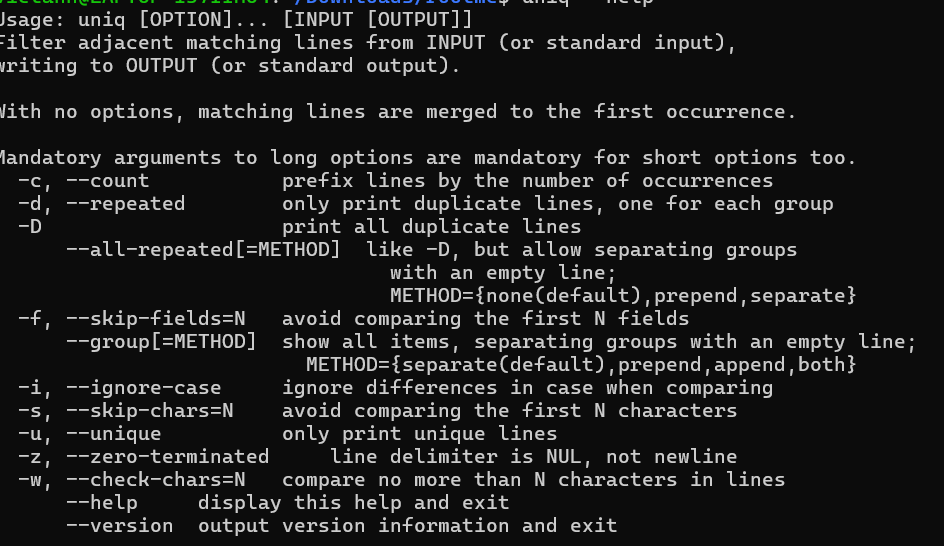 Usage: uniq [OPTION]... [INPUT [OUTPUT]]
Filter adjacent matching lines from INPUT (or standard input),
writing to OUTPUT (or standard output).

With no options, matching lines are merged to the first occurrence.

Mandatory arguments to long options are mandatory for short options too.
  -c, --count           prefix lines by the number of occurrences
  -d, --repeated        only print duplicate lines, one for each group
  -D                    print all duplicate lines
      --all-repeated[=METHOD]  like -D, but allow separating groups
                                 with an empty line;
                                 METHOD={none(default),prepend,separate}
  -f, --skip-fields=N   avoid comparing the first N fields
      --group[=METHOD]  show all items, separating groups with an empty line;
                          METHOD={separate(default),prepend,append,both}
  -i, --ignore-case     ignore differences in case when comparing
  -s, --skip-chars=N    avoid comparing the first N characters
  -u, --unique          only print unique lines
  -z, --zero-terminated     line delimiter is NUL, not newline
  -w, --check-chars=N   compare no more than N characters in lines
      --help     display this help and exit
      --version  output version information and exit